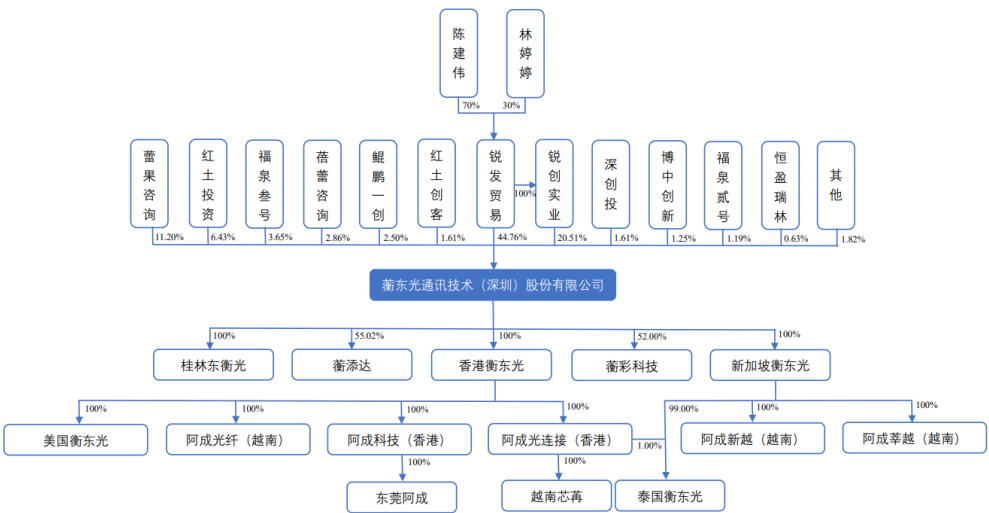 陈建伟
林婷婷
70%
30%
蕾果咨询
红土投资
福泉叁号
蓓蕾咨询
鲲鹏一创
红土创客
锐发贸易
锐创实业
深创投
博中创新
福泉贰号
恒盈瑞林
其他
100%
11.20%
6.43%
3.65%
2.86%
2.50%
1.61%
44.76%
20.51%
1.61%
1.25%
1.19%
0.63%
1.82%
蘅东光通讯技术（深圳）股份有限公司
100%
55.02%
100%
52.00%
100%
桂林东衡光
蘅添达
香港衡东光
蘅彩科技
新加坡衡东光
100%
100%
100%
100%
99.00%
100%
100%
美国衡东光
阿成光纤（越南）
阿成科技（香港）
阿成光连接（香港）
1.00%
阿成新越（越南）
阿成莘越（越南）
100%
100%
东莞阿成
越南芯苒
泰国衡东光